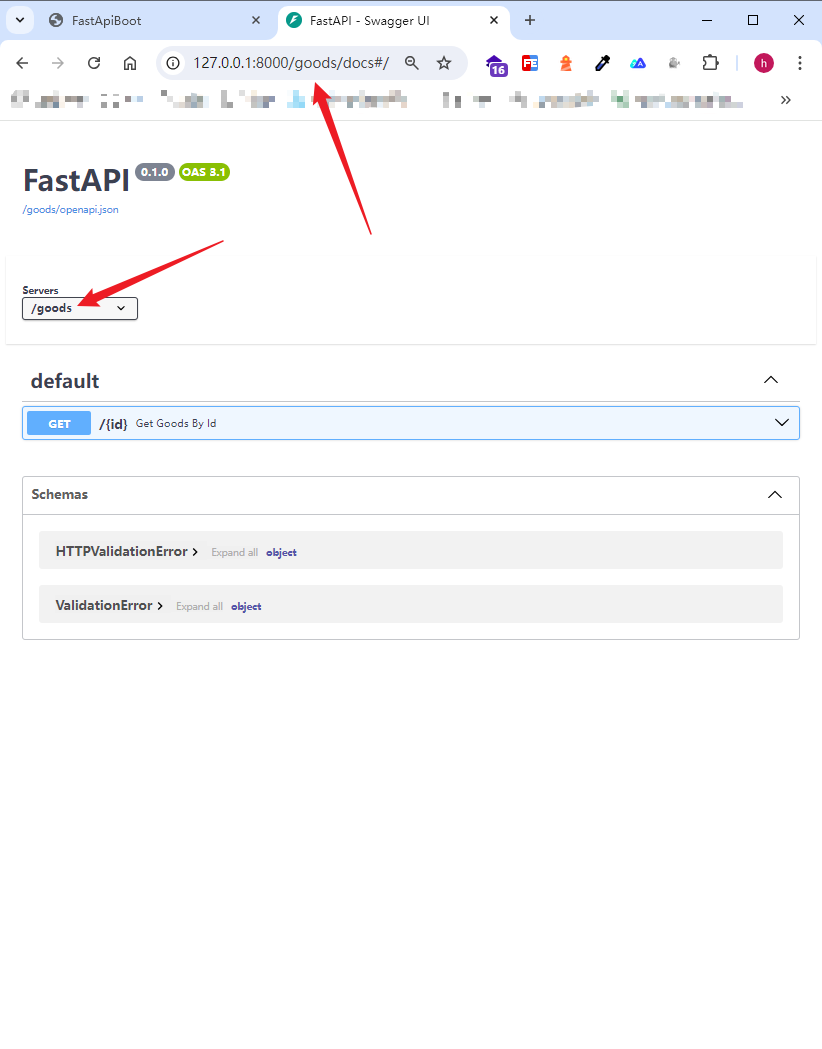 FastApiBoot
FastAPI - Swagger UI
127.0.0.1:8000/goods/docs#/
16
FE
h
FastAPI 0.1.0 OAS 3.1
/goods/openapi.json
Servers
/goods
default
GET /{id} Get Goods By Id
Schemas
HTTPValidationError Expand all object
ValidationError Expand all object